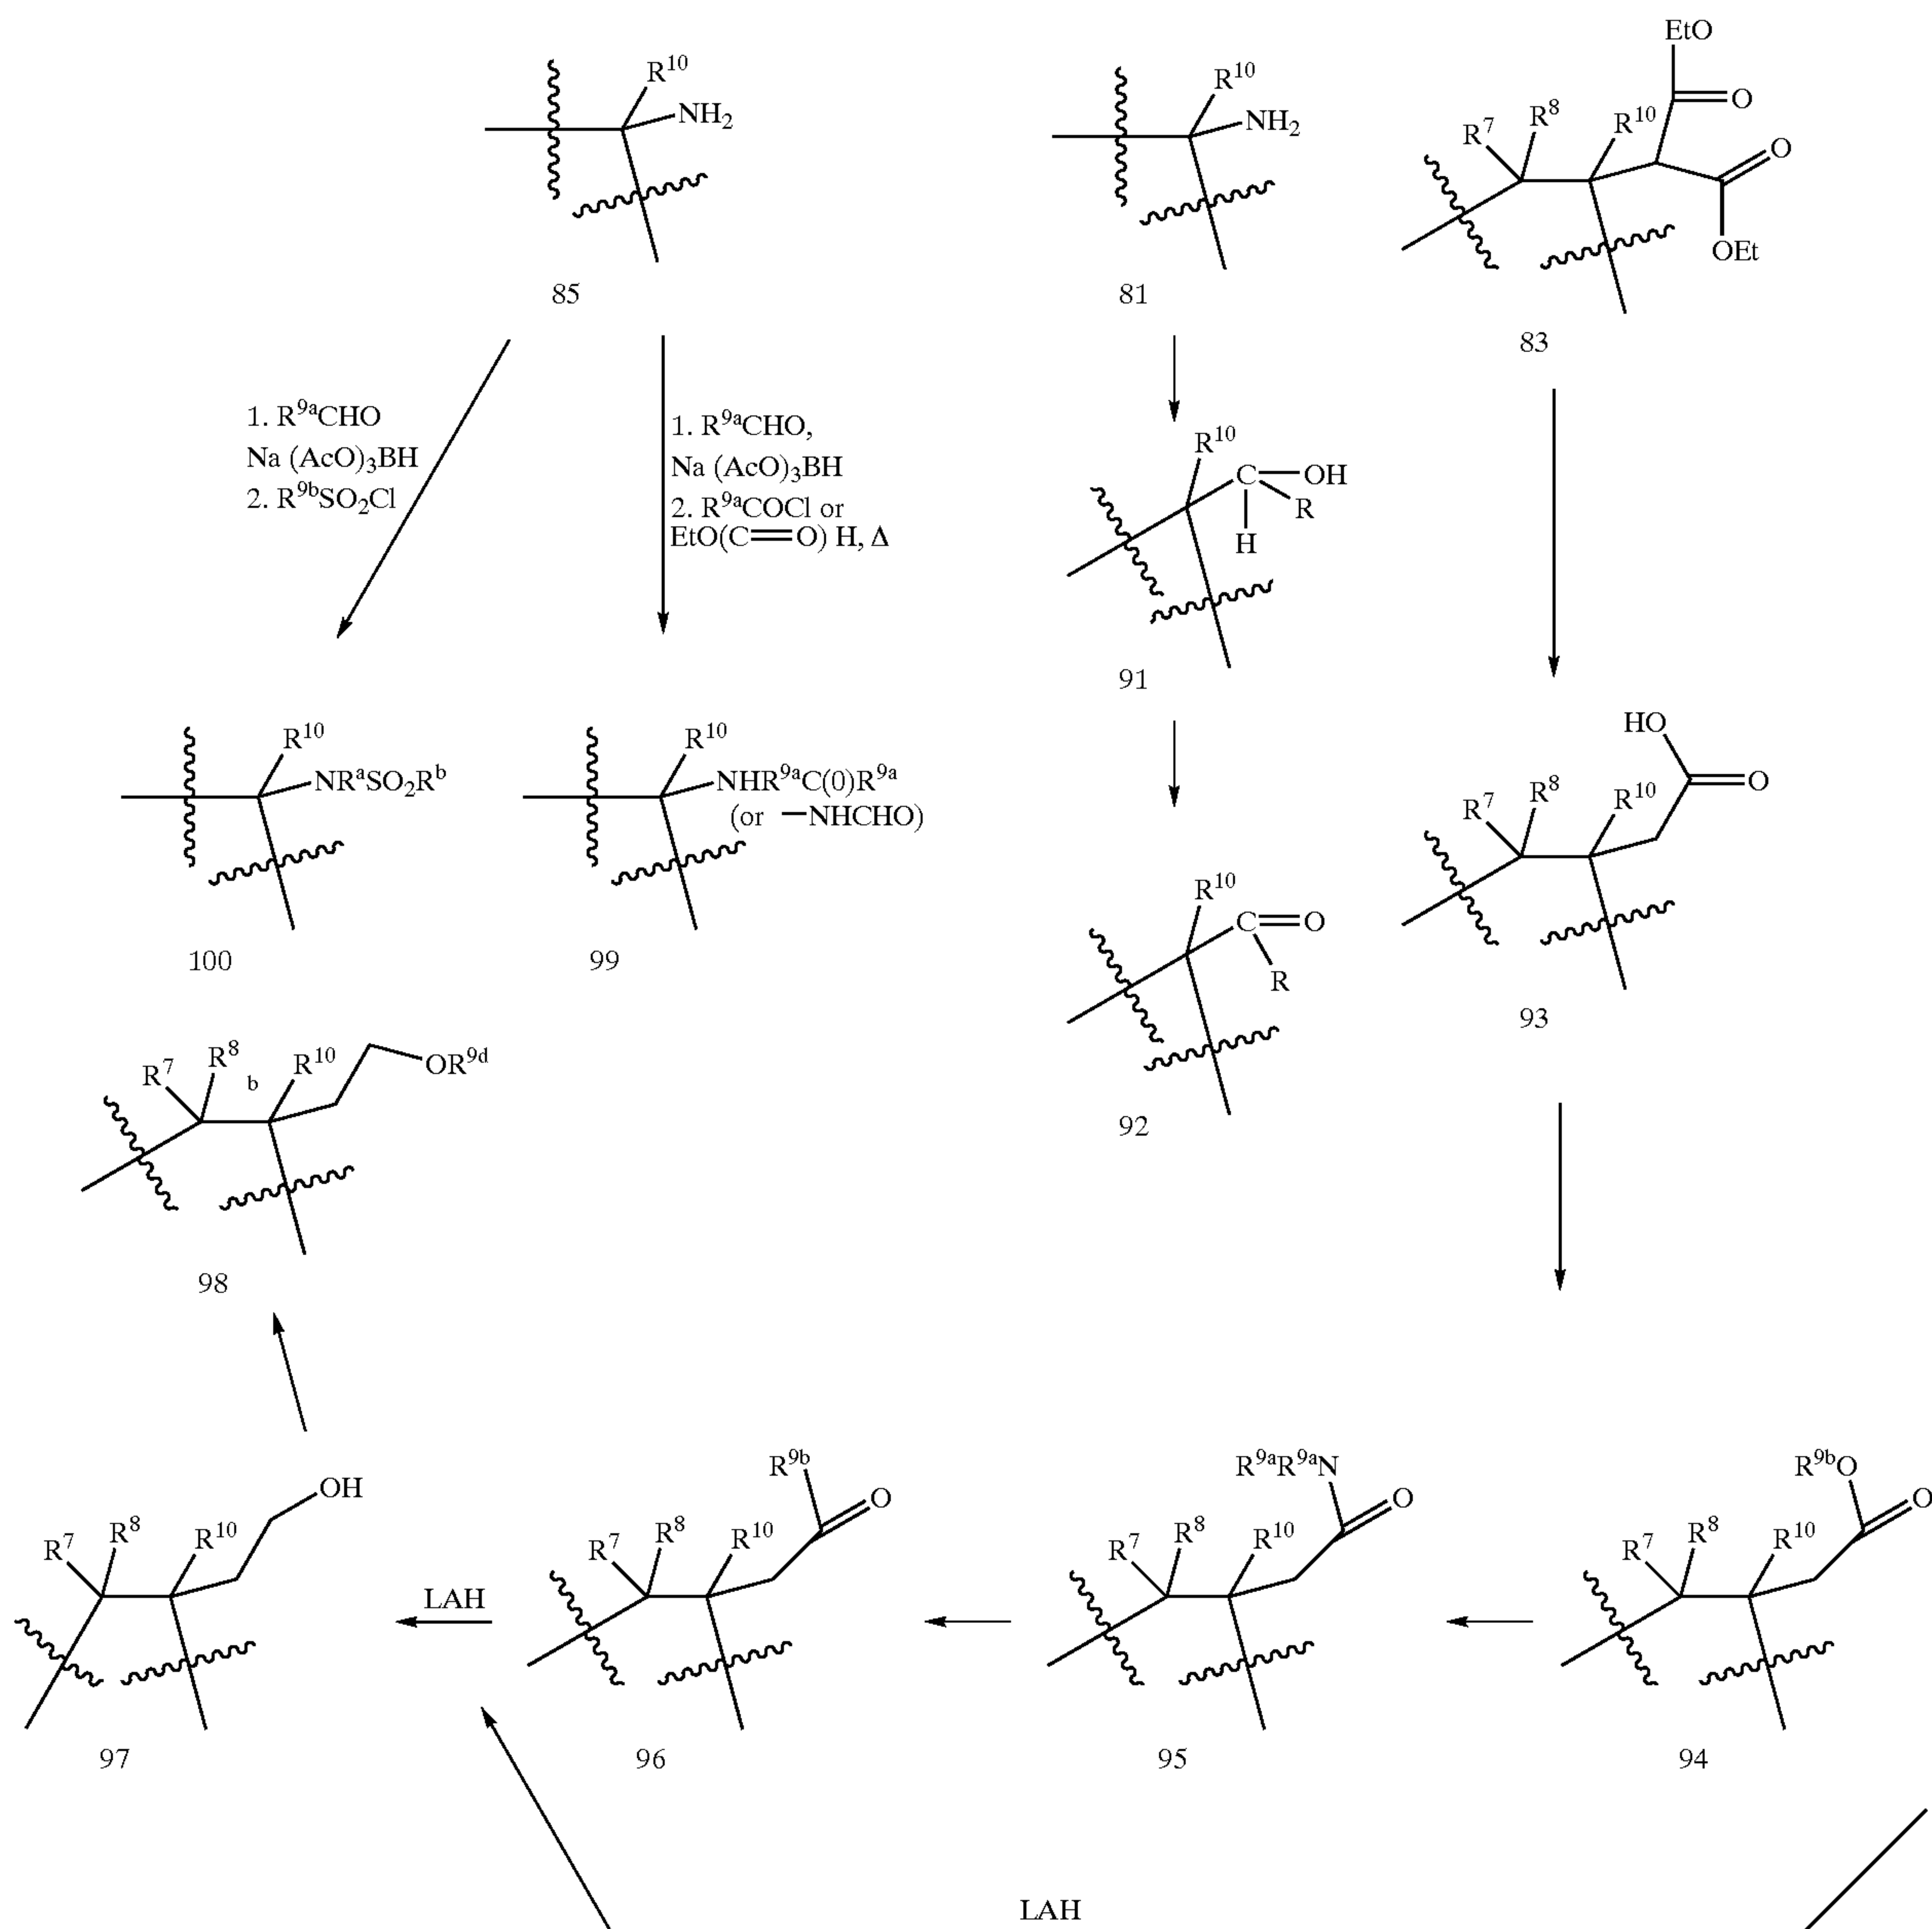 EtO
R10
NH2
R10
NH2
R7
R8
R10
O
O
OEt
85
81
83
1. R9aCHO
Na (AcO)3BH
2. R9bSO2Cl
1. R9aCHO,
Na (AcO)3BH
2. R9aCOCl or
EtO(C=O) H, Δ
R10
C—OH
R
H
91
HO
O
R10
NRaSO2Rb
R10
NHR9aC(0)R9a
(or —NHCHO)
R7
R8
R10
100
99
R10
C=O
R
93
92
R7
R8
b
R10
OR9d
98
OH
R7
R8
R10
LAH
R9b
O
R7
R8
R10
R9aR9aN
O
R7
R8
R10
R9bO
O
R7
R8
R10
97
96
95
94
LAH